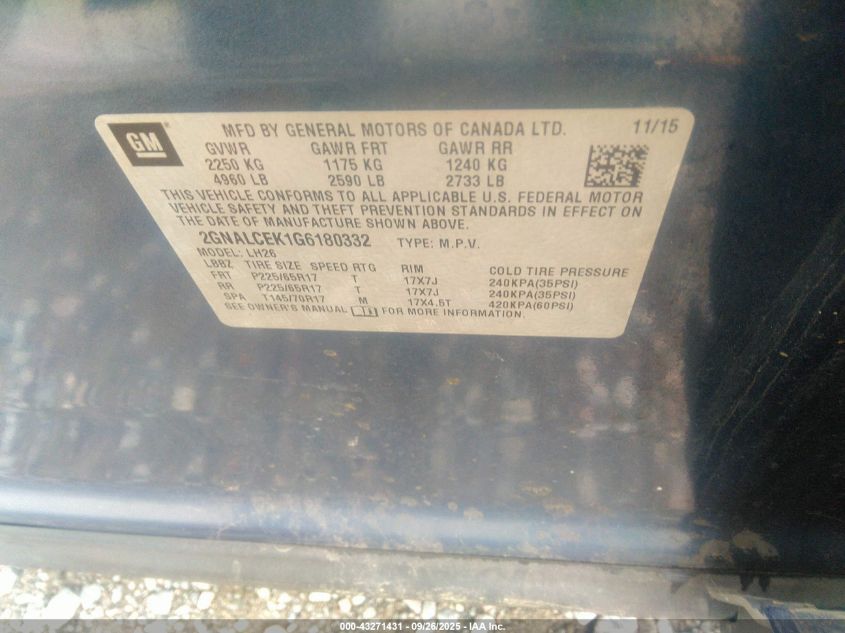 GM
MFD BY GENERAL MOTORS OF CANADA LTD. 11/15
GVWR GAWR FRT GAWR RR
2250 KG 1175 KG 1240 KG
4960 LB 2590 LB 2733 LB
THIS VEHICLE CONFORMS TO ALL APPLICABLE U.S. FEDERAL MOTOR
VEHICLE SAFETY AND THEFT PREVENTION STANDARDS IN EFFECT ON
THE DATE OF MANUFACTURE SHOWN ABOVE.
2GNALCEK1G6180332 TYPE: M.P.V.
MODEL: LH26
LBBZ TIRE SIZE SPEED RTG RIM COLD TIRE PRESSURE
FRT P225/65R17 T 17X7J 240KPA(35PSI)
RR P225/65R17 T 17X7J 240KPA(35PSI)
SPA T145/70R17 M 17X4.5T 420KPA(60PSI)
SEE OWNER'S MANUAL FOR MORE INFORMATION.
000-43271431 - 09/26/2025 - IAA Inc.